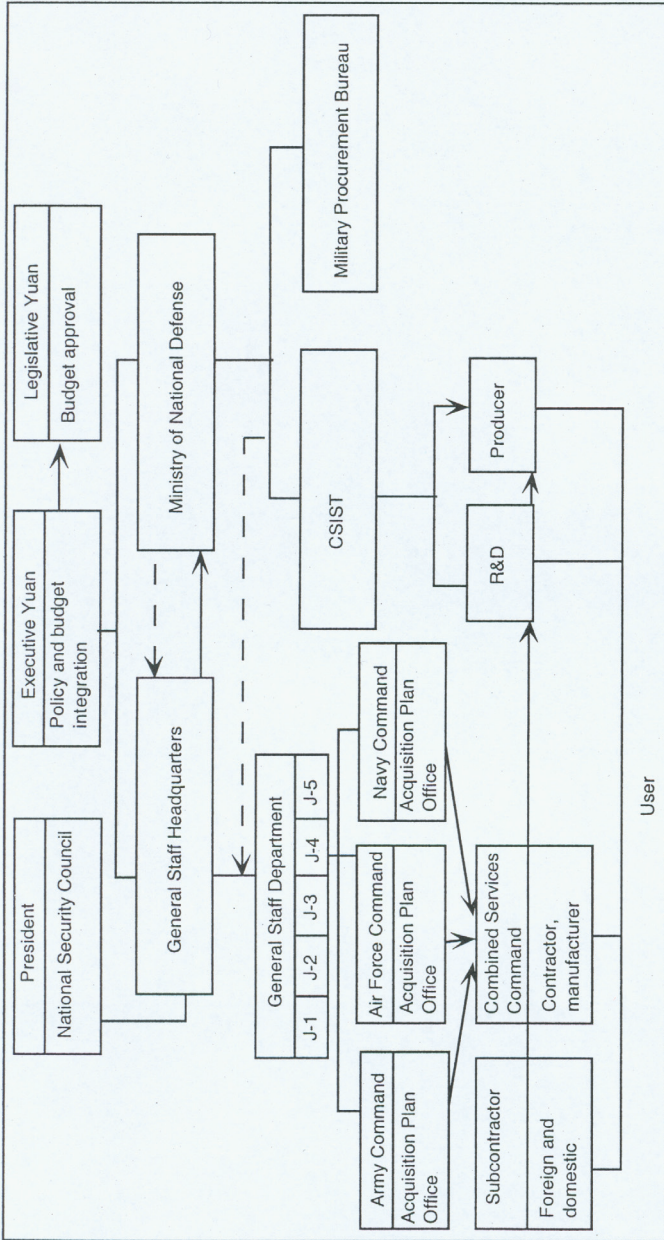 President
National Security Council
Executive Yuan
Policy and budget
integration
Legislative Yuan
Budget approval
General Staff Headquarters
Ministry of National Defense
General Staff Department
J-1
J-2
J-3
J-4
J-5
CSIST
Military Procurement Bureau
Army Command
Acquisition Plan
Office
Air Force Command
Acquisition Plan
Office
Navy Command
Acquisition Plan
Office
Subcontractor
Foreign and
domestic
Combined Services
Command
Contractor,
manufacturer
R&D
Producer
User